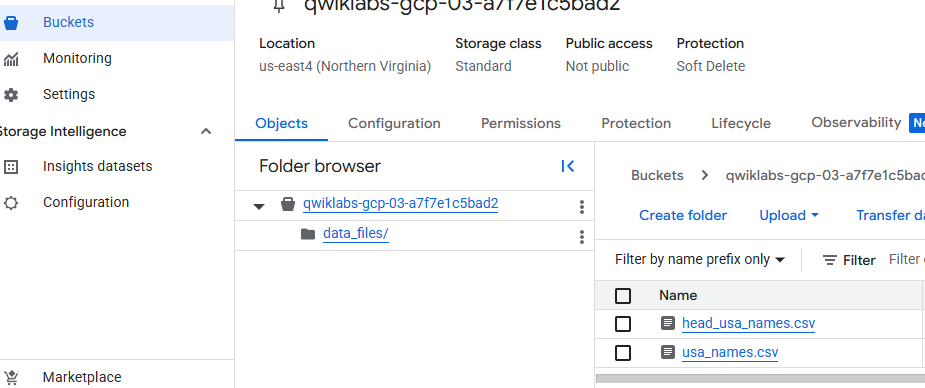 qwiklabs-gcp-03-a7f7e1c5bad2
Buckets
Monitoring
Settings
Storage Intelligence
Insights datasets
Configuration
Marketplace
Location
us-east4 (Northern Virginia)
Storage class
Standard
Public access
Not public
Protection
Soft Delete
Objects Configuration Permissions Protection Lifecycle Observability
Folder browser
qwiklabs-gcp-03-a7f7e1c5bad2
data_files/
Buckets > qwiklabs-gcp-03-a7f7e1c5bad
Create folder Upload Transfer da
Filter by name prefix only Filter Filter
Name
head_usa_names.csv
usa_names.csv